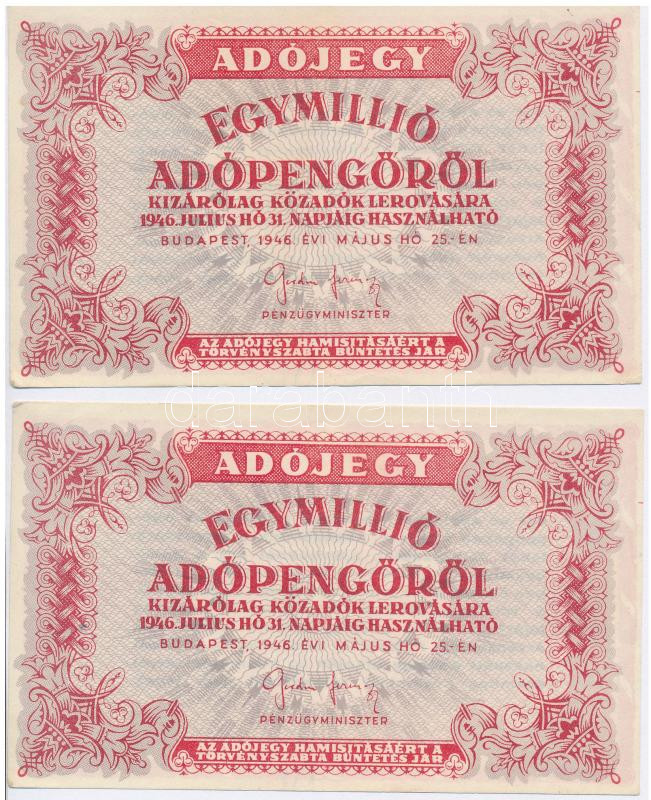 ADÓJEGY
EGYMILLIÓ
ADÓPENGŐRŐL
KIZÁRÓLAG KÖZADÓK LEROVÁSÁRA
1946. JULIUS HÓ 31. NAPJÁIG HASZNÁLHATÓ
BUDAPEST, 1946. ÉVI MÁJUS HÓ 25.-ÉN
PÉNZÜGYMINISZTER
AZ ADÓJEGY HAMISITÁSÁÉRT A
TÖRVÉNYSZABTA BÜNTETÉS JÁR
darabanth
ADÓJEGY
EGYMILLIÓ
ADÓPENGŐRŐL
KIZÁRÓLAG KÖZADÓK LEROVÁSÁRA
1946. JULIUS HÓ 31. NAPJÁIG HASZNÁLHATÓ
BUDAPEST, 1946. ÉVI MÁJUS HÓ 25.-ÉN
PÉNZÜGYMINISZTER
AZ ADÓJEGY HAMISITÁSÁÉRT A
TÖRVÉNYSZABTA BÜNTETÉS JÁR